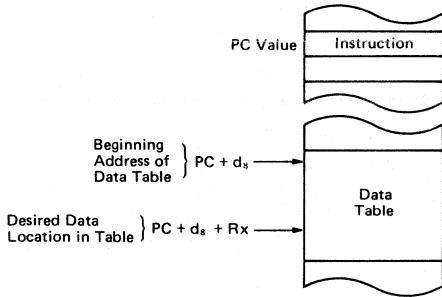 PC Value
Instruction
Beginning
Address of
Data Table
} PC + d₈
Data
Table
Desired Data
Location in Table
} PC + d₈ + Rx